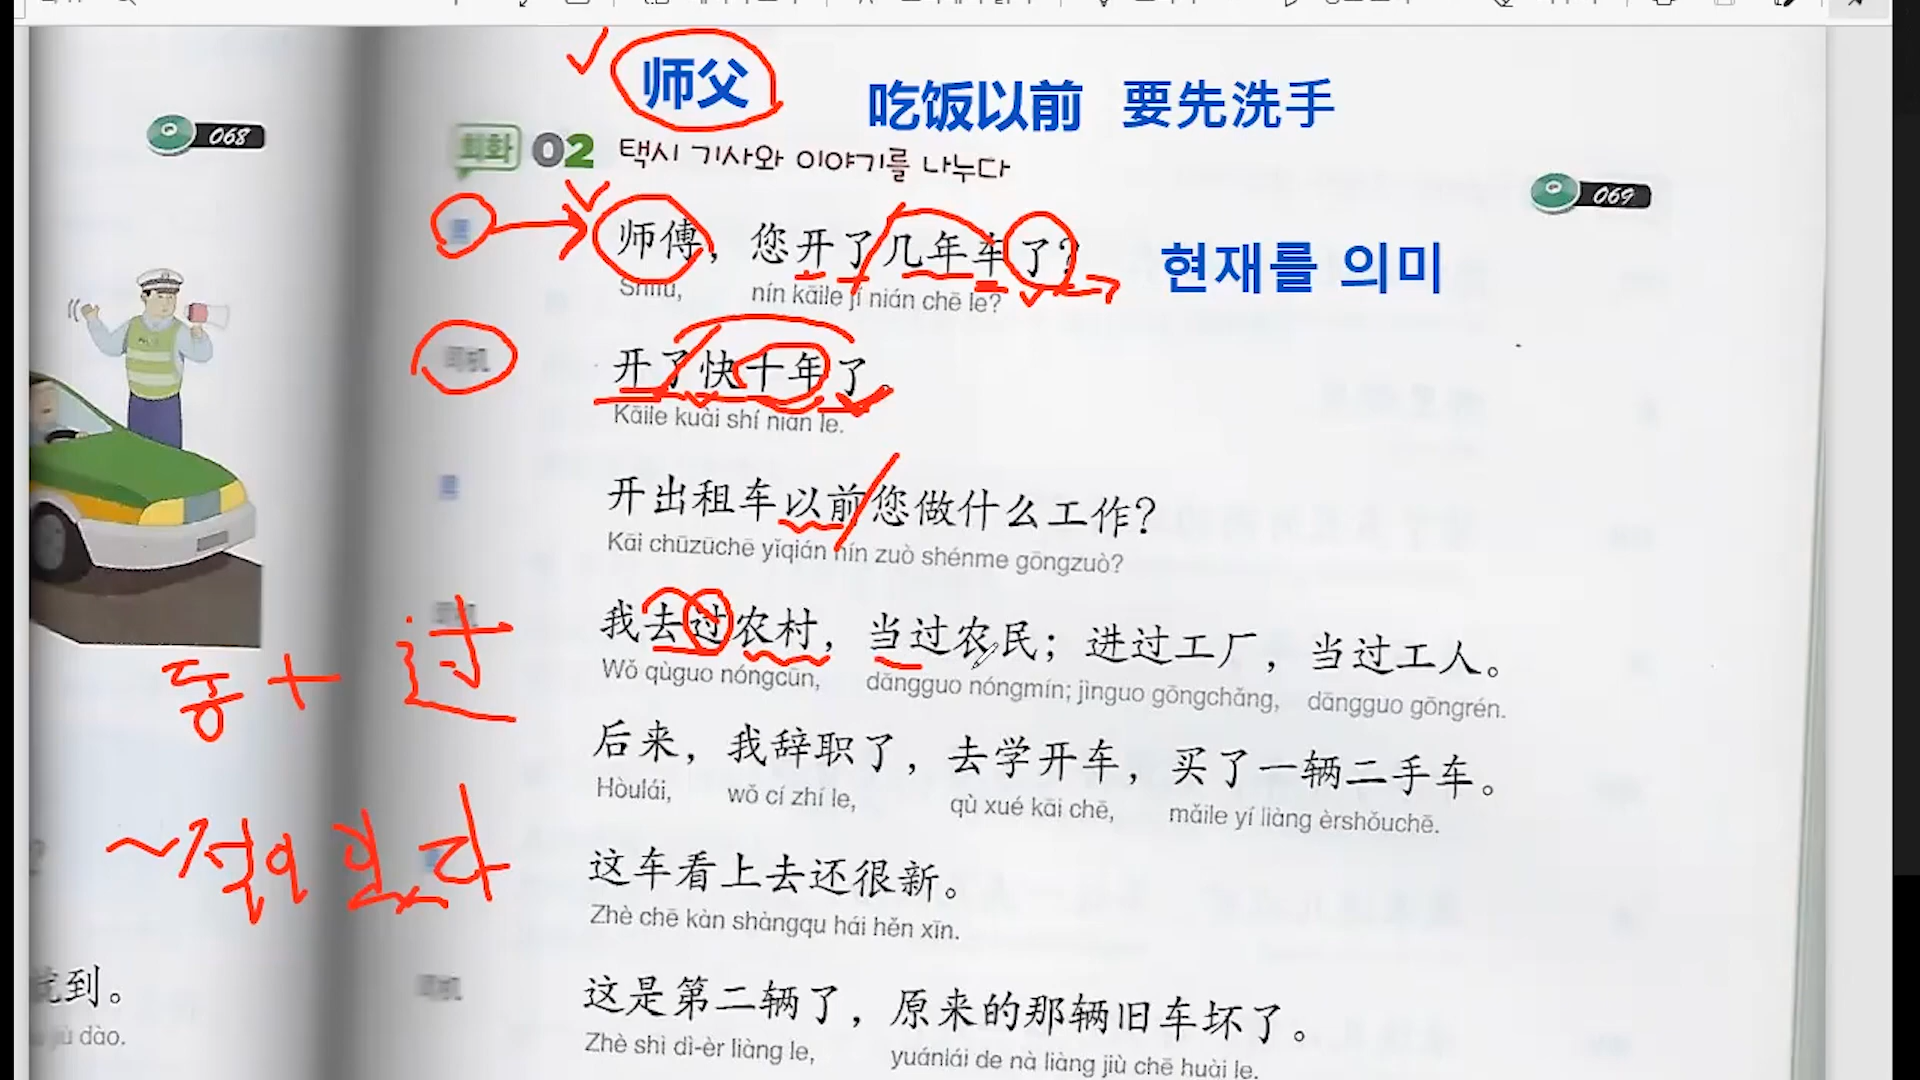 师父
吃饭以前 要先洗手
068
회화 02 택시 기사와 이야기를 나누다
069
师傅，您开了几年车了？
Shīfu, nín kāile jǐ nián chē le?
现재를 의미
司机
开了快十年了。
Kāile kuài shí nián le.
开出租车以前您做什么工作？
Kāi chūzūchē yǐqián nín zuò shénme gōngzuò?
我去过农村，当过农民；进过工厂，当过工人。
Wǒ qùguo nóngcūn, dāngguo nóngmín; jìnguo gōngchǎng, dāngguo gōngrén.
동 + 过
后来，我辞职了，去学开车，买了一辆二手车。
Hòulái, wǒ cí zhí le, qù xué kāi chē, mǎile yí liàng èrshǒuchē.
~적이 있다
这车看上去还很新。
Zhè chē kàn shàngqu hái hěn xīn.
司机
这是第二辆了，原来的那辆旧车坏了。
Zhè shì dì-èr liàng le, yuánlái de nà liàng jiù chē huài le.
到。
jiù dào.